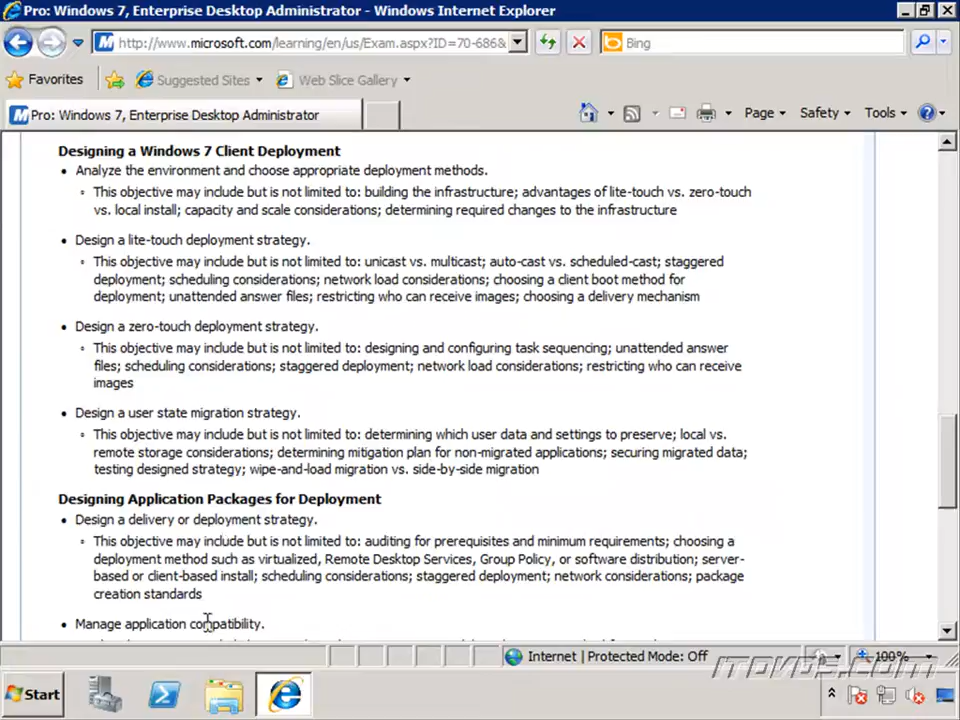 Pro: Windows 7, Enterprise Desktop Administrator - Windows Internet Explorer
http://www.microsoft.com/learning/en/us/Exam.aspx?ID=70-686&
Bing
Favorites
Suggested Sites
Web Slice Gallery
Pro: Windows 7, Enterprise Desktop Administrator
Page
Safety
Tools
Designing a Windows 7 Client Deployment
• Analyze the environment and choose appropriate deployment methods.
◦ This objective may include but is not limited to: building the infrastructure; advantages of lite-touch vs. zero-touch
vs. local install; capacity and scale considerations; determining required changes to the infrastructure
• Design a lite-touch deployment strategy.
◦ This objective may include but is not limited to: unicast vs. multicast; auto-cast vs. scheduled-cast; staggered
deployment; scheduling considerations; network load considerations; choosing a client boot method for
deployment; unattended answer files; restricting who can receive images; choosing a delivery mechanism
• Design a zero-touch deployment strategy.
◦ This objective may include but is not limited to: designing and configuring task sequencing; unattended answer
files; scheduling considerations; staggered deployment; network load considerations; restricting who can receive
images
• Design a user state migration strategy.
◦ This objective may include but is not limited to: determining which user data and settings to preserve; local vs.
remote storage considerations; determining mitigation plan for non-migrated applications; securing migrated data;
testing designed strategy; wipe-and-load migration vs. side-by-side migration
Designing Application Packages for Deployment
• Design a delivery or deployment strategy.
◦ This objective may include but is not limited to: auditing for prerequisites and minimum requirements; choosing a
deployment method such as virtualized, Remote Desktop Services, Group Policy, or software distribution; server-
based or client-based install; scheduling considerations; staggered deployment; network considerations; package
creation standards
• Manage application compatibility.
Internet | Protected Mode: Off
100%
ITDVDS.com
Start